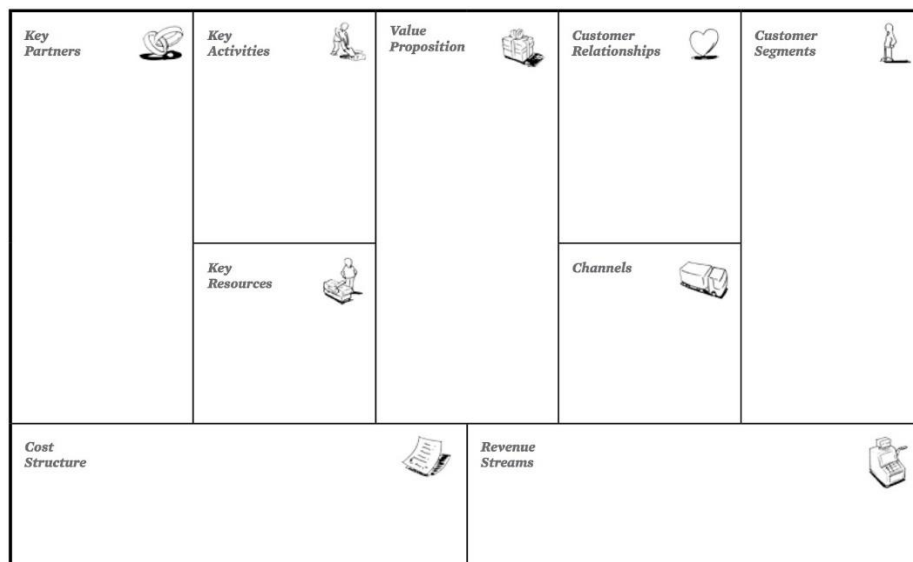 Key
Partners
Key
Activities
Value
Proposition
Customer
Relationships
Customer
Segments
Key
Resources
Channels
Cost
Structure
Revenue
Streams